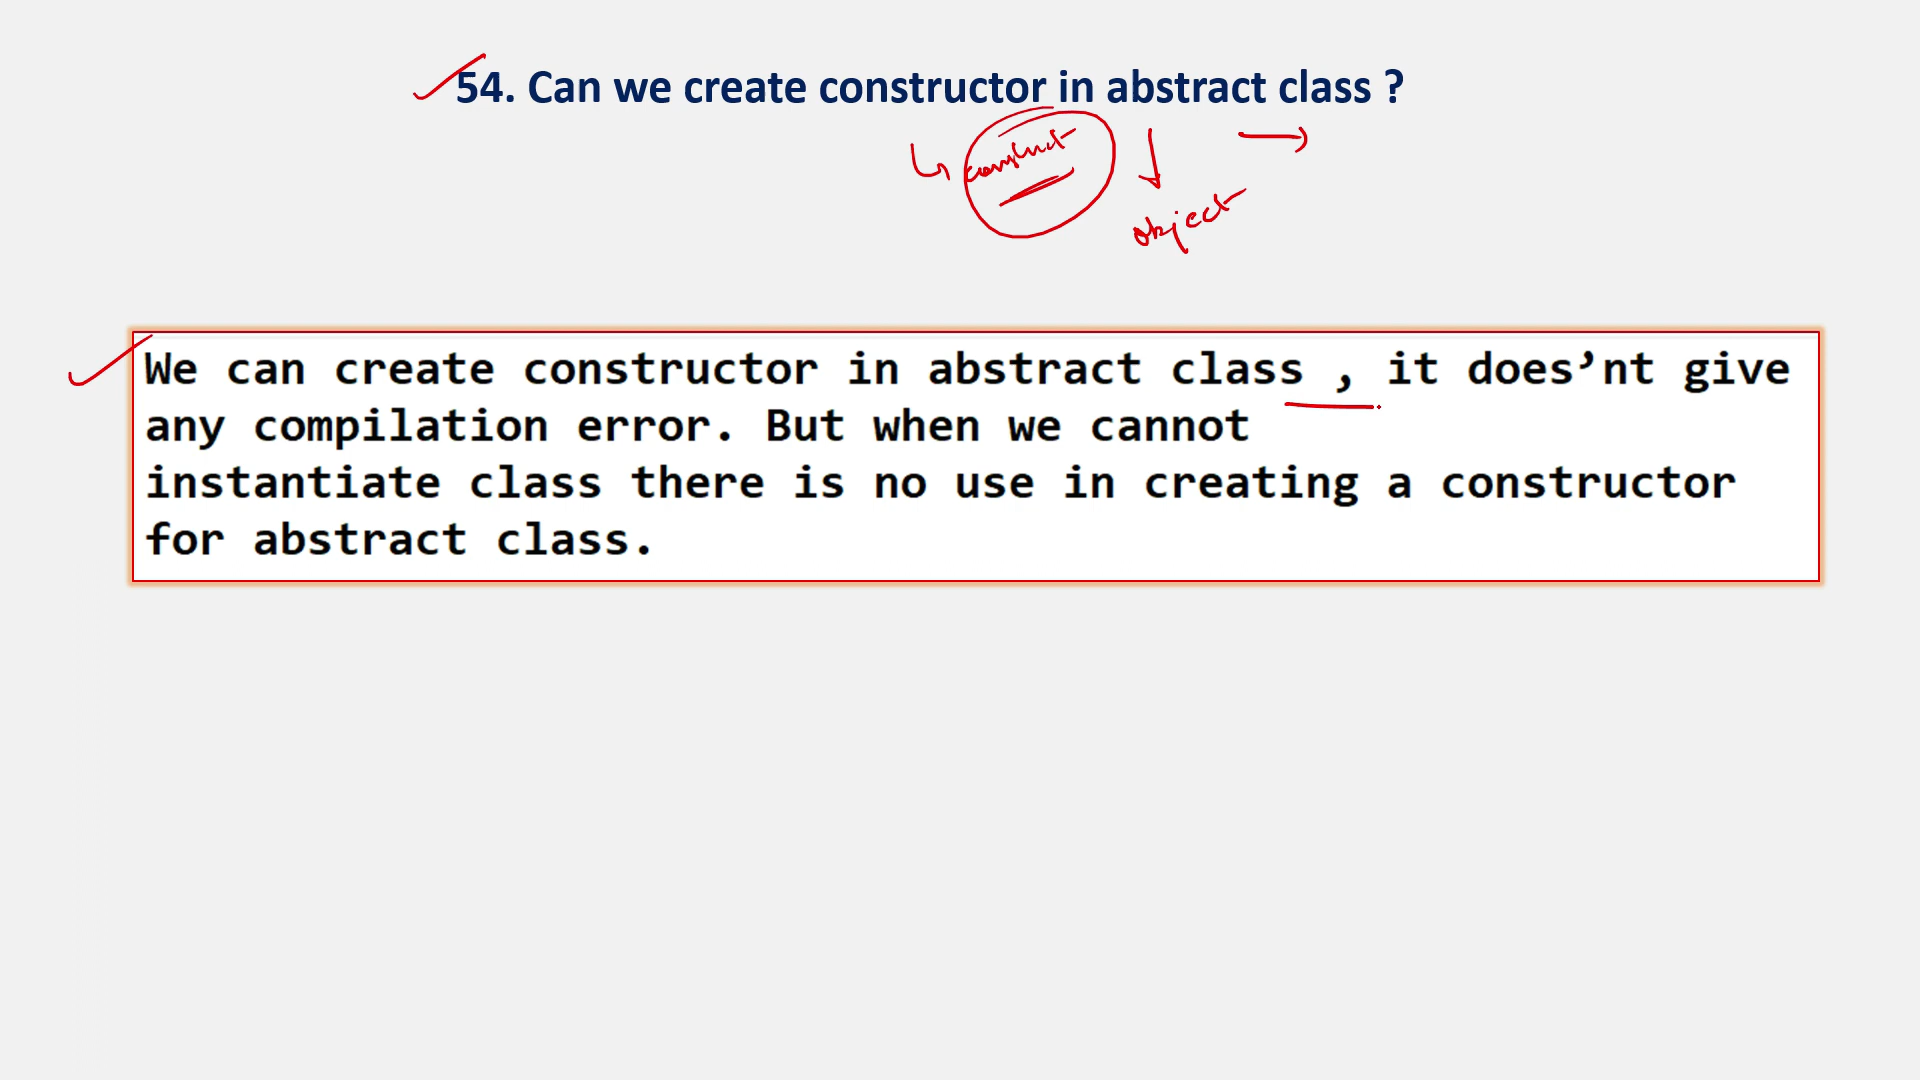 54. Can we create constructor in abstract class ?
object
We can create constructor in abstract class , it does’nt give
any compilation error. But when we cannot
instantiate class there is no use in creating a constructor
for abstract class.